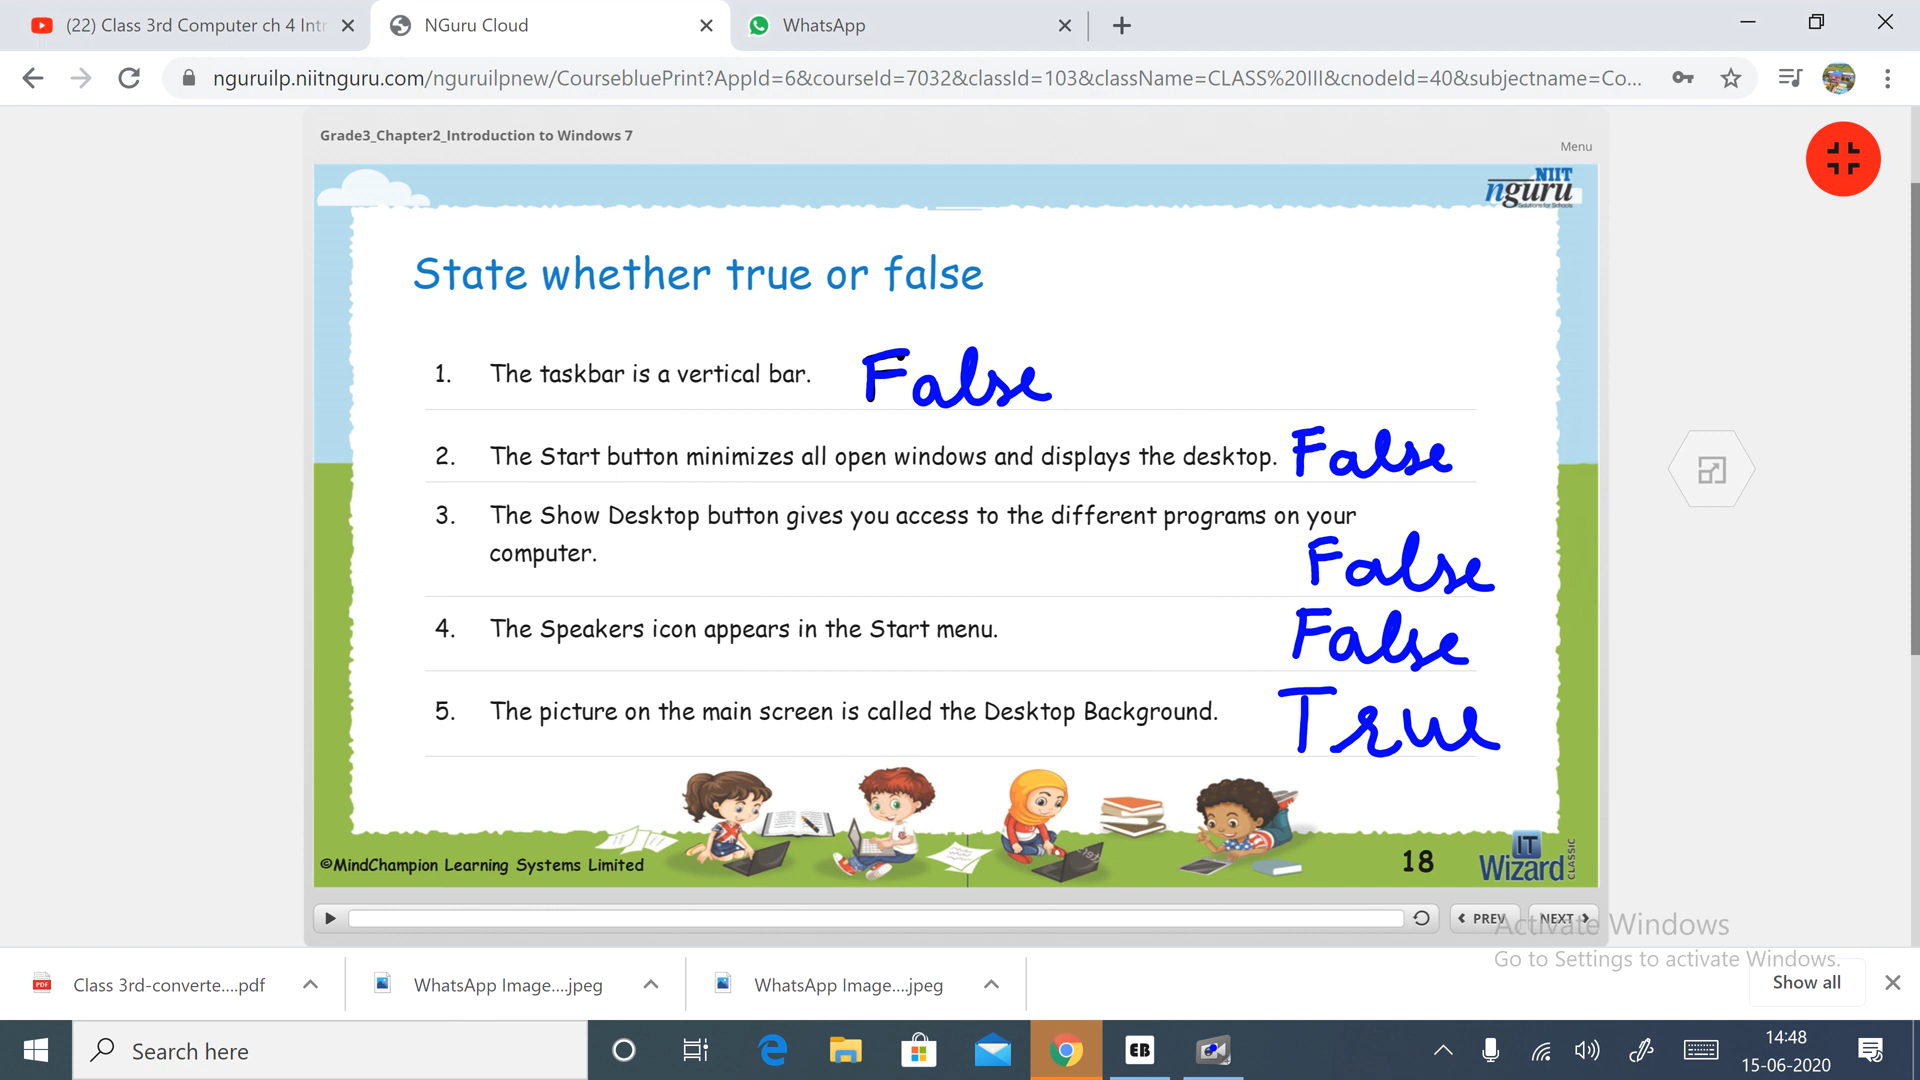 (22) Class 3rd Computer ch 4 Intr
NGuru Cloud
WhatsApp
nguruilp.niitnguru.com/nguruilpnew/CoursebluePrint?AppId=6&courseId=7032&classId=103&className=CLASS%20III&cnodeId=40&subjectname=Co...
Grade3_Chapter2_Introduction to Windows 7
Menu
NIIT
nguru
Solutions for Schools
State whether true or false
1. The taskbar is a vertical bar. False
2. The Start button minimizes all open windows and displays the desktop. False
3. The Show Desktop button gives you access to the different programs on your
computer. False
4. The Speakers icon appears in the Start menu. False
5. The picture on the main screen is called the Desktop Background. True
©MindChampion Learning Systems Limited
18
IT
Wizard
CLASSIC
PREV
NEXT
Activate Windows
Go to Settings to activate Windows.
Class 3rd-converte....pdf
WhatsApp Image....jpeg
WhatsApp Image....jpeg
Show all
Search here
EB
14:48
15-06-2020